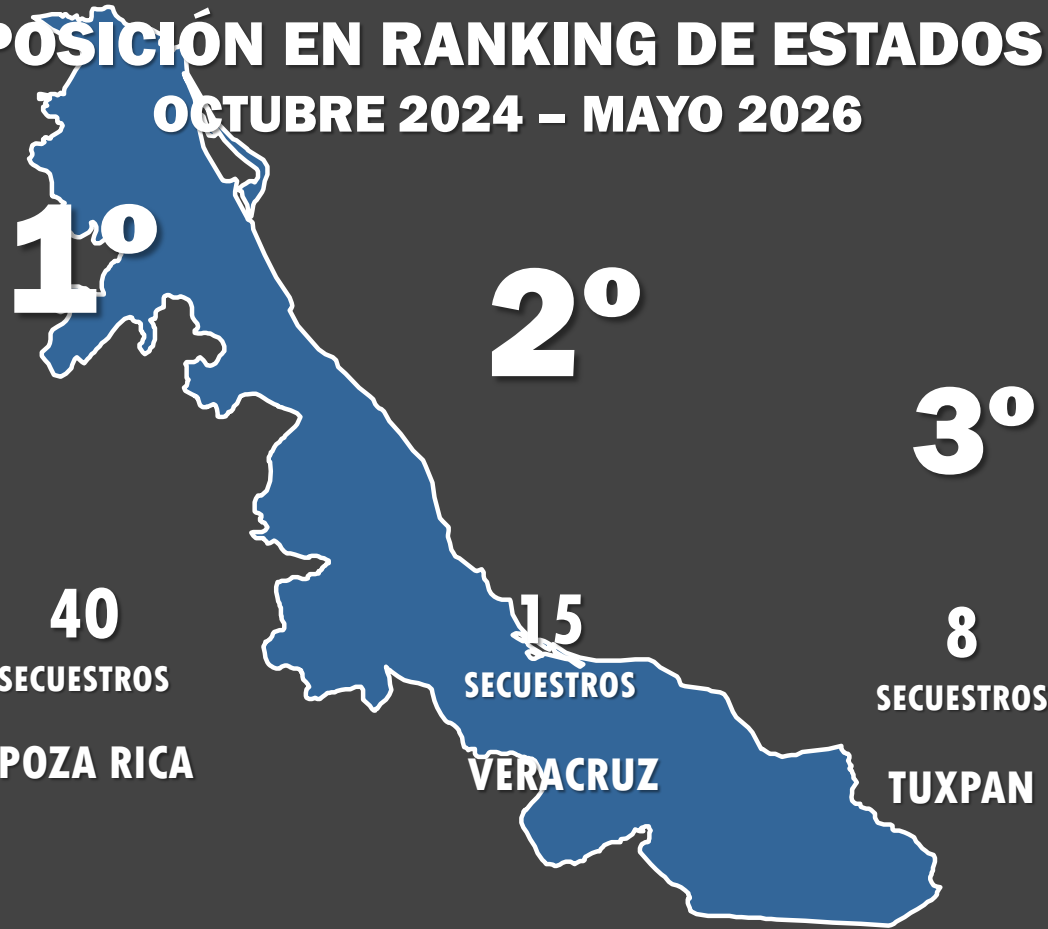 POSICIÓN EN RANKING DE ESTADOS
OCTUBRE 2024 – MAYO 2026
1º
2º
3º
40
SECUESTROS
POZA RICA
15
SECUESTROS
VERACRUZ
8
SECUESTROS
TUXPAN